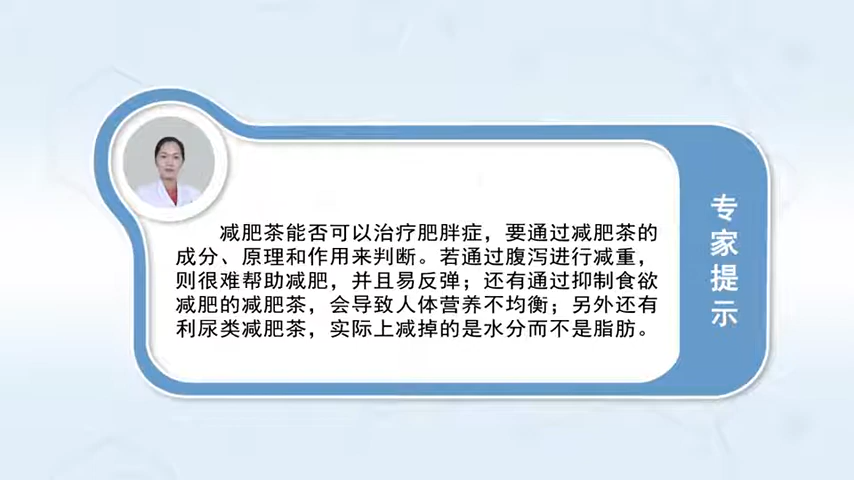 减肥茶能否可以治疗肥胖症，要通过减肥茶的
成分、原理和作用来判断。若通过腹泻进行减重，
则很难帮助减肥，并且易反弹；还有通过抑制食欲
减肥的减肥茶，会导致人体营养不均衡；另外还有
利尿类减肥茶，实际上减掉的是水分而不是脂肪。
专家提示